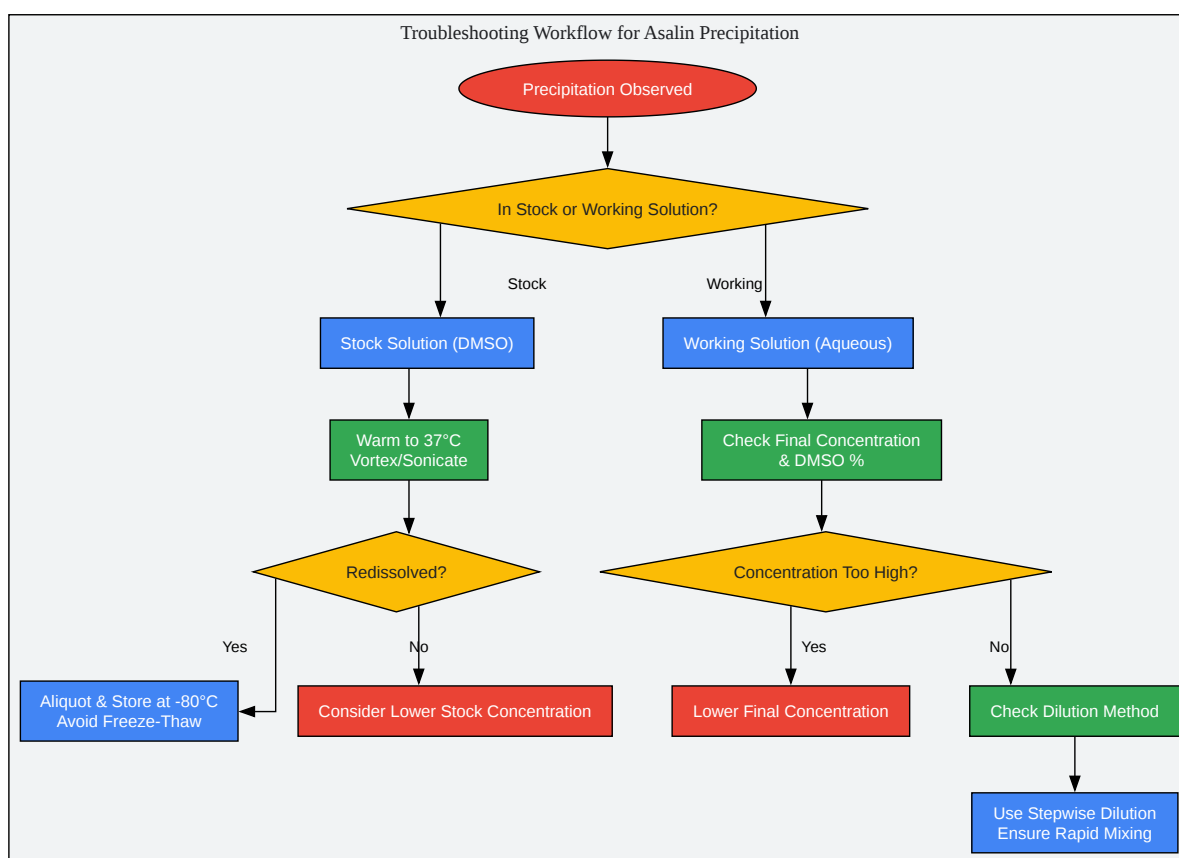 Troubleshooting Workflow for Asalin Precipitation
Precipitation Observed
In Stock or Working Solution?
Stock
Working
Stock Solution (DMSO)
Working Solution (Aqueous)
Warm to 37°C
Vortex/Sonicate
Check Final Concentration
& DMSO %
Redissolved?
Concentration Too High?
Yes
No
Yes
No
Aliquot & Store at -80°C
Avoid Freeze-Thaw
Consider Lower Stock Concentration
Lower Final Concentration
Check Dilution Method
Use Stepwise Dilution
Ensure Rapid Mixing